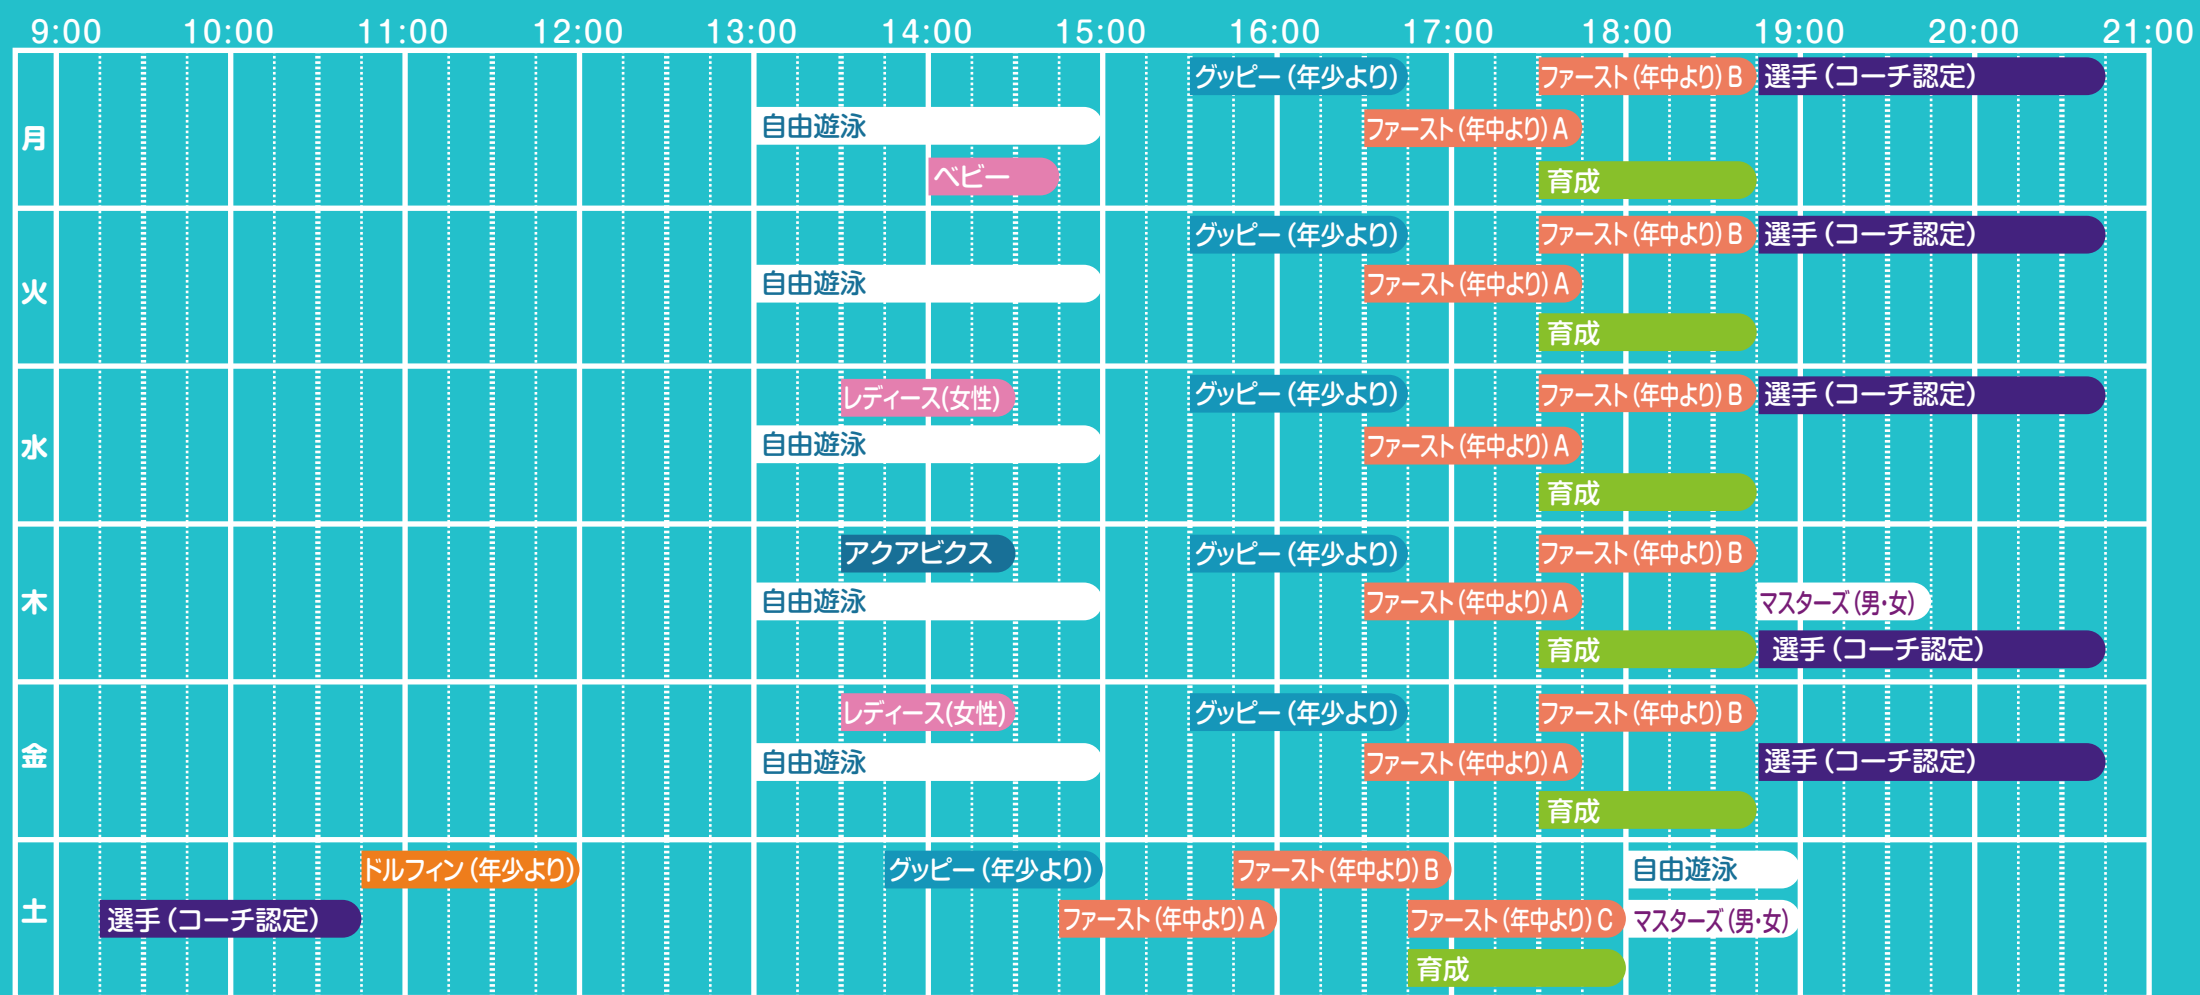 9:00 10:00 11:00 12:00 13:00 14:00 15:00 16:00 17:00 18:00 19:00 20:00 21:00
月
グッピー（年少より） ファースト（年中より）B 選手（コーチ認定）
自由遊泳 ファースト（年中より）A
ベビー 育成
火
グッピー（年少より） ファースト（年中より）B 選手（コーチ認定）
自由遊泳 ファースト（年中より）A
育成
水
レディース(女性) グッピー（年少より） ファースト（年中より）B 選手（コーチ認定）
自由遊泳 ファースト（年中より）A
育成
木
アクアビクス グッピー（年少より） ファースト（年中より）B
自由遊泳 ファースト（年中より）A マスターズ（男・女）
育成 選手（コーチ認定）
金
レディース(女性) グッピー（年少より） ファースト（年中より）B
自由遊泳 ファースト（年中より）A 選手（コーチ認定）
育成
土
ドルフィン（年少より） グッピー（年少より） ファースト（年中より）B 自由遊泳
選手（コーチ認定） ファースト（年中より）A ファースト（年中より）C マスターズ（男・女）
育成